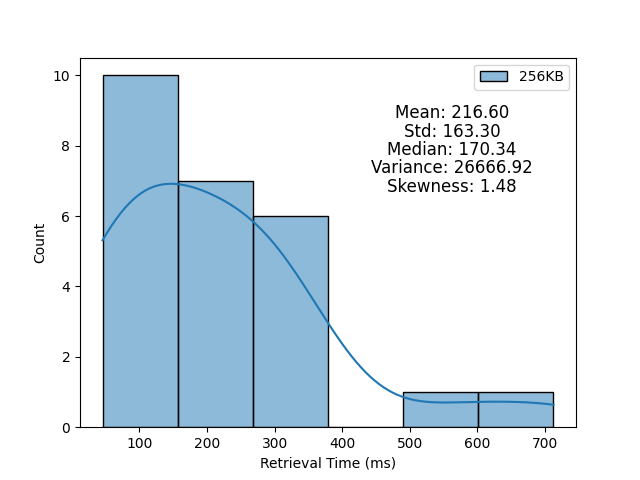 256KB
Mean: 216.60
Std: 163.30
Median: 170.34
Variance: 26666.92
Skewness: 1.48
Count
10
8
6
4
2
0
100 200 300 400 500 600 700
Retrieval Time (ms)